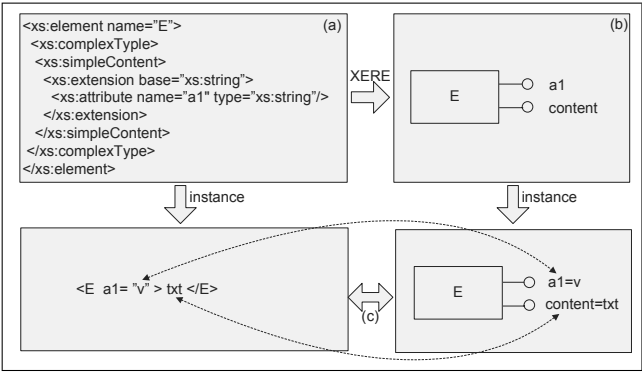 <xs:element name=”E”>
(a)
<xs:complexTyple>
<xs:simpleContent>
<xs:extension base=”xs:string”>
<xs:attribute name=”a1" type=”xs:string”/>
</xs:extension>
</xs:simpleContent>
</xs:complexType>
</xs:element>
XERE
(b)
E
a1
content
instance
instance
<E a1= ”v” > txt </E>
(c)
E
a1=v
content=txt